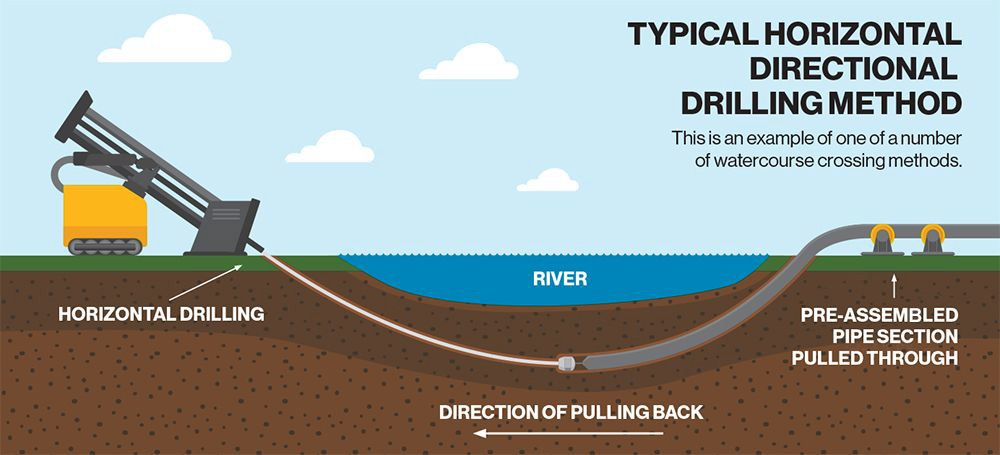 TYPICAL HORIZONTAL
DIRECTIONAL
DRILLING METHOD
This is an example of one of a number
of watercourse crossing methods.
RIVER
HORIZONTAL DRILLING
PRE-ASSEMBLED
PIPE SECTION
PULLED THROUGH
DIRECTION OF PULLING BACK